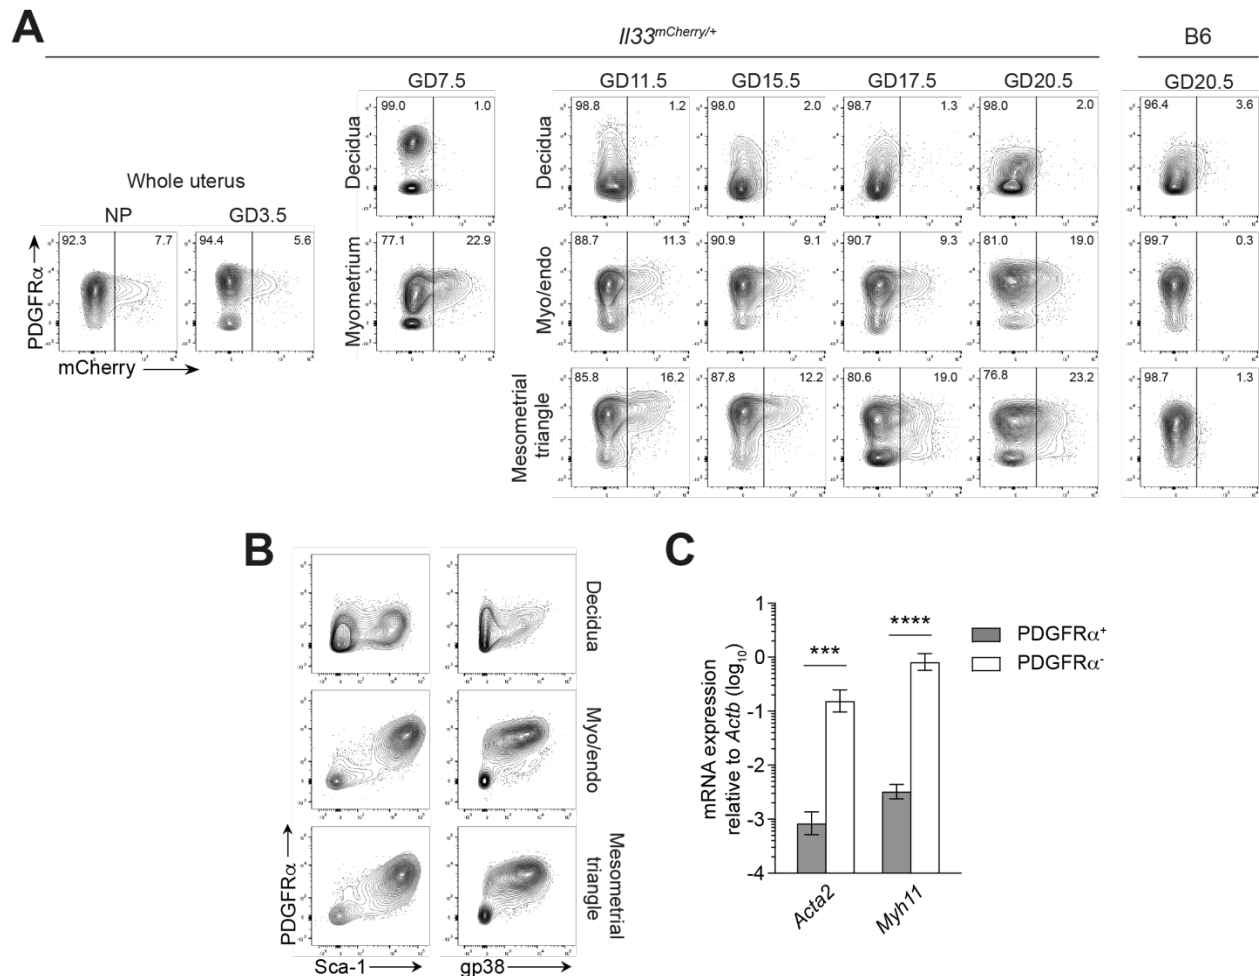 A
Il33mCherry/+
B6
GD7.5
GD11.5
GD15.5
GD17.5
GD20.5
GD20.5
Decidua
99.0 1.0
Decidua
98.8 1.2
98.0 2.0
98.7 1.3
98.0 2.0
96.4 3.6
Whole uterus
NP
GD3.5
92.3 7.7
94.4 5.6
Myometrium
77.1 22.9
Myo/endo
88.7 11.3
90.9 9.1
90.7 9.3
81.0 19.0
99.7 0.3
PDGFRα
mCherry
Mesometrial
triangle
85.8 16.2
87.8 12.2
80.6 19.0
76.8 23.2
98.7 1.3
B
Decidua
Myo/endo
Mesometrial
triangle
PDGFRα
Sca-1
gp38
C
mRNA expression
relative to Actb (log10)
1
0
-1
-2
-3
-4
***
****
Acta2
Myh11
PDGFRα+
PDGFRα-